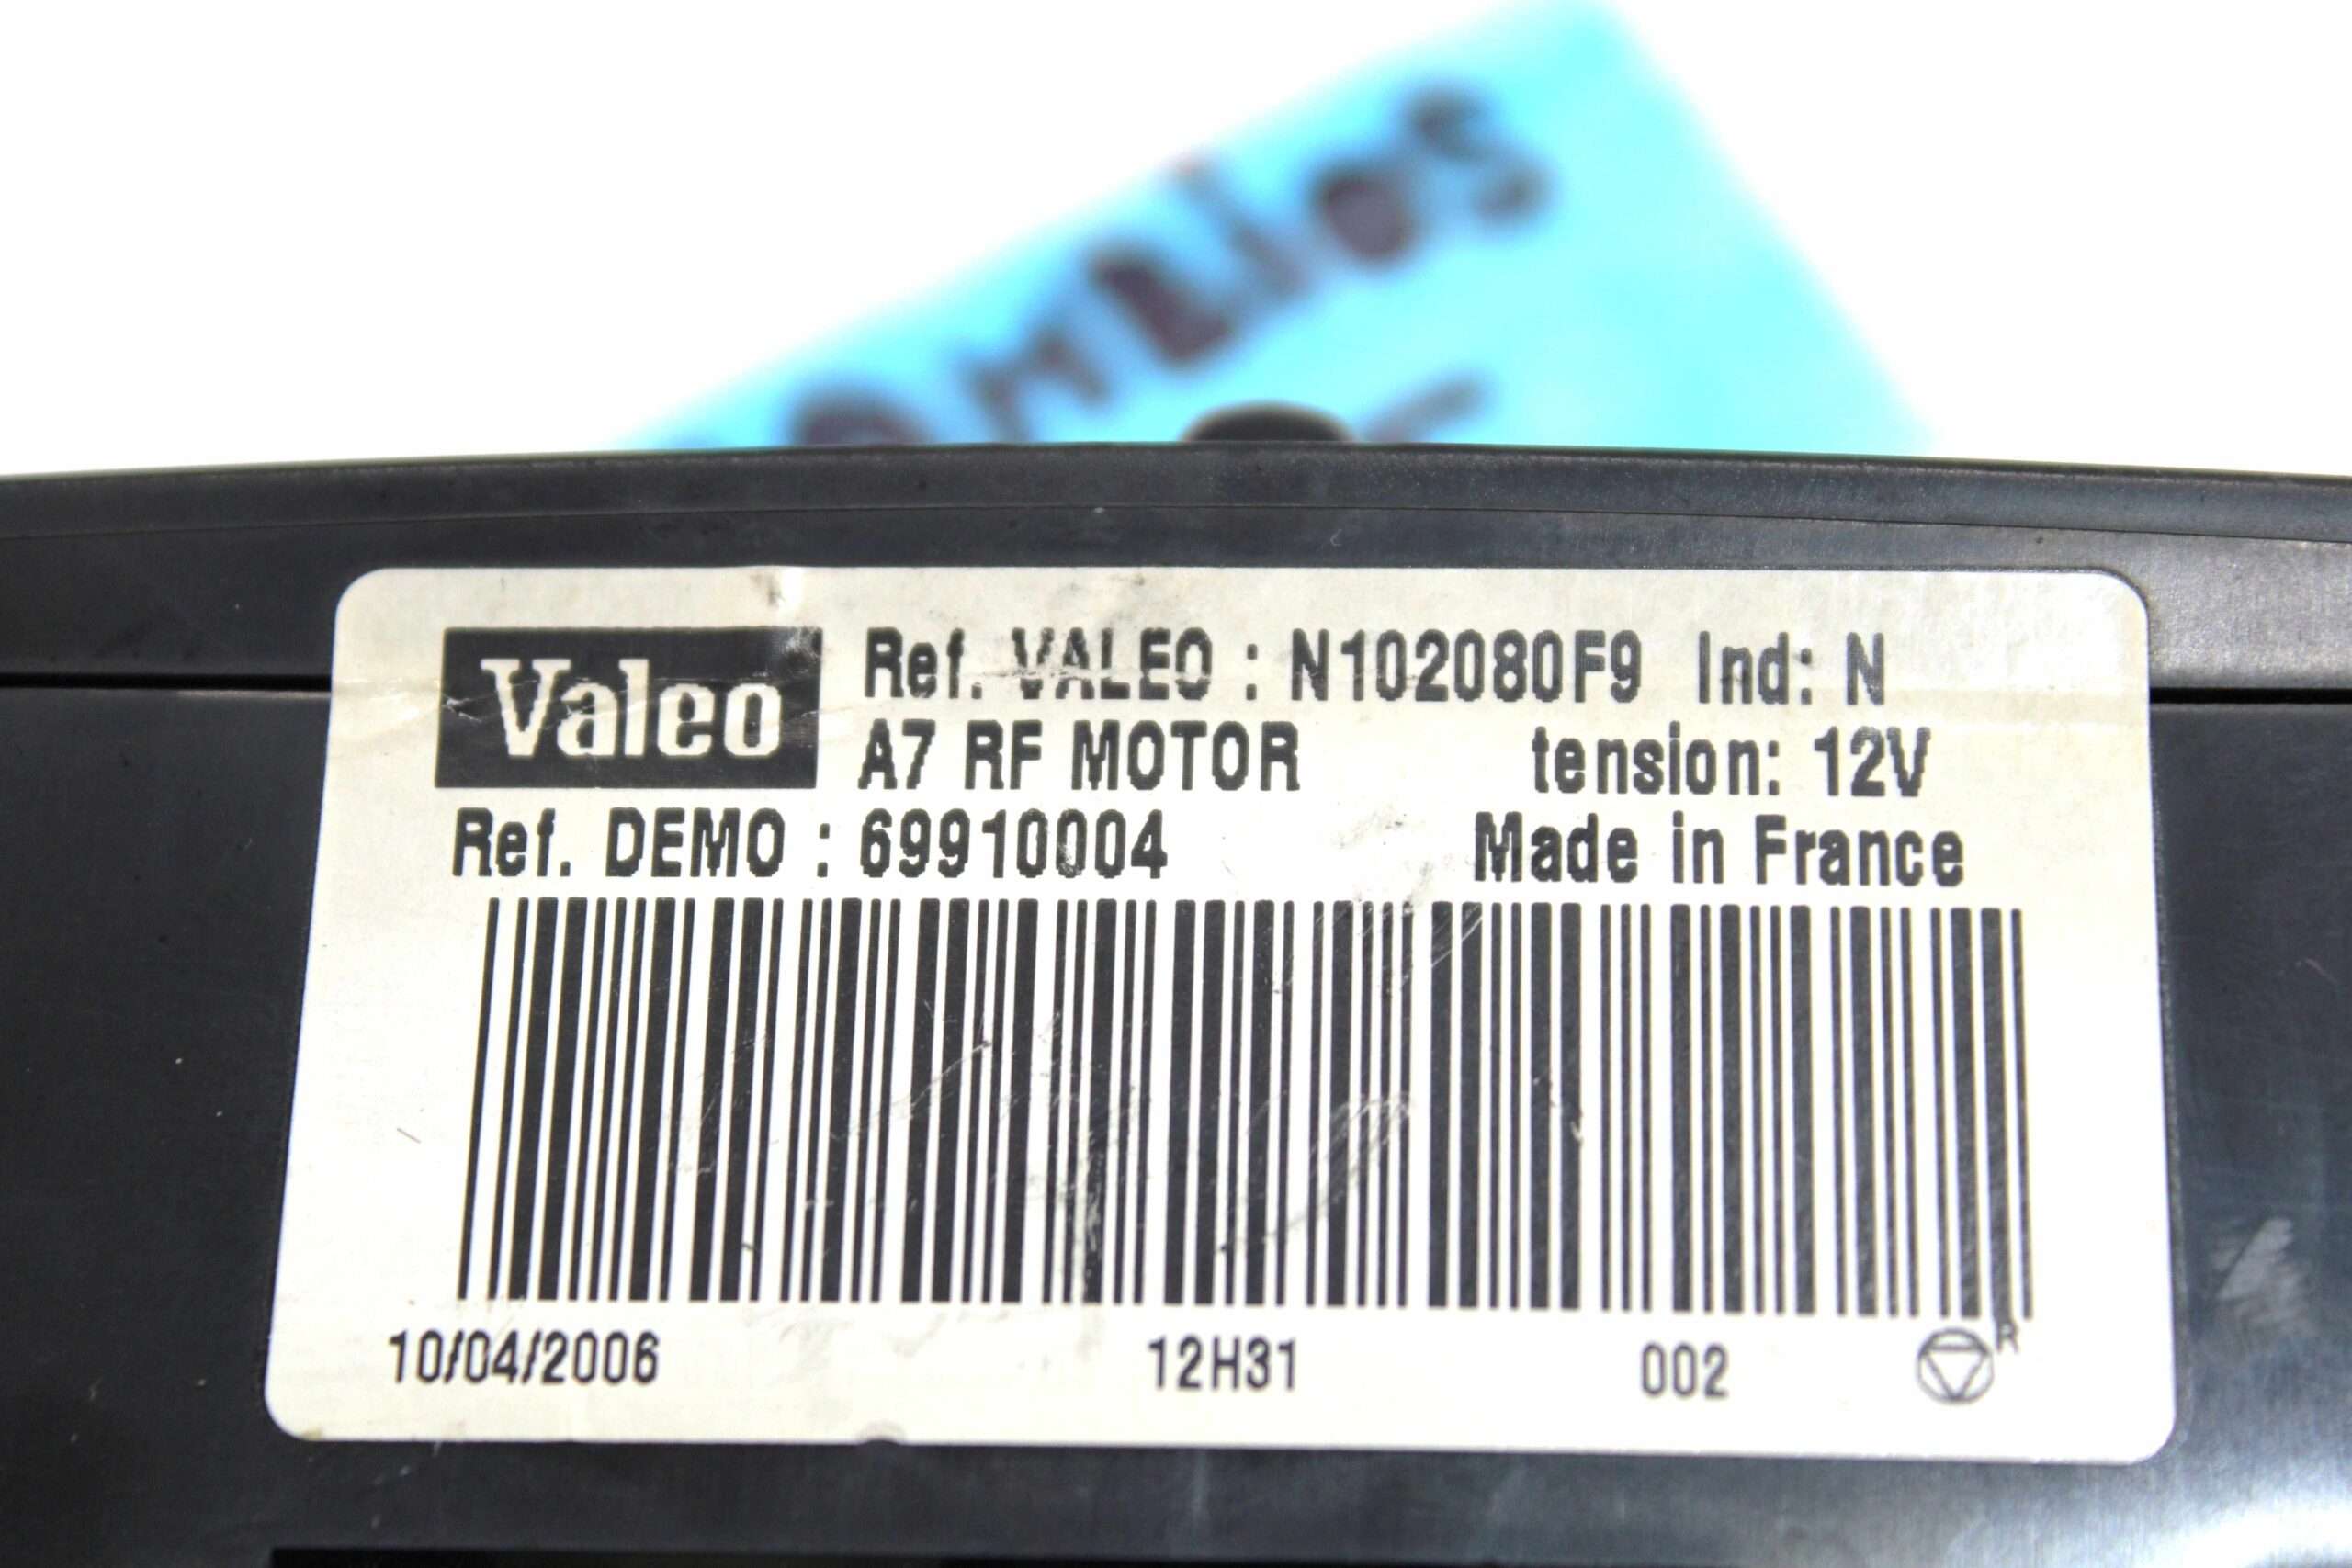 Valeo
Ref. VALEO : N102080F9 Ind: N
A7 RF MOTOR tension: 12V
Ref. DEMO : 69910004 Made in France
10/04/2006 12H31 002 R